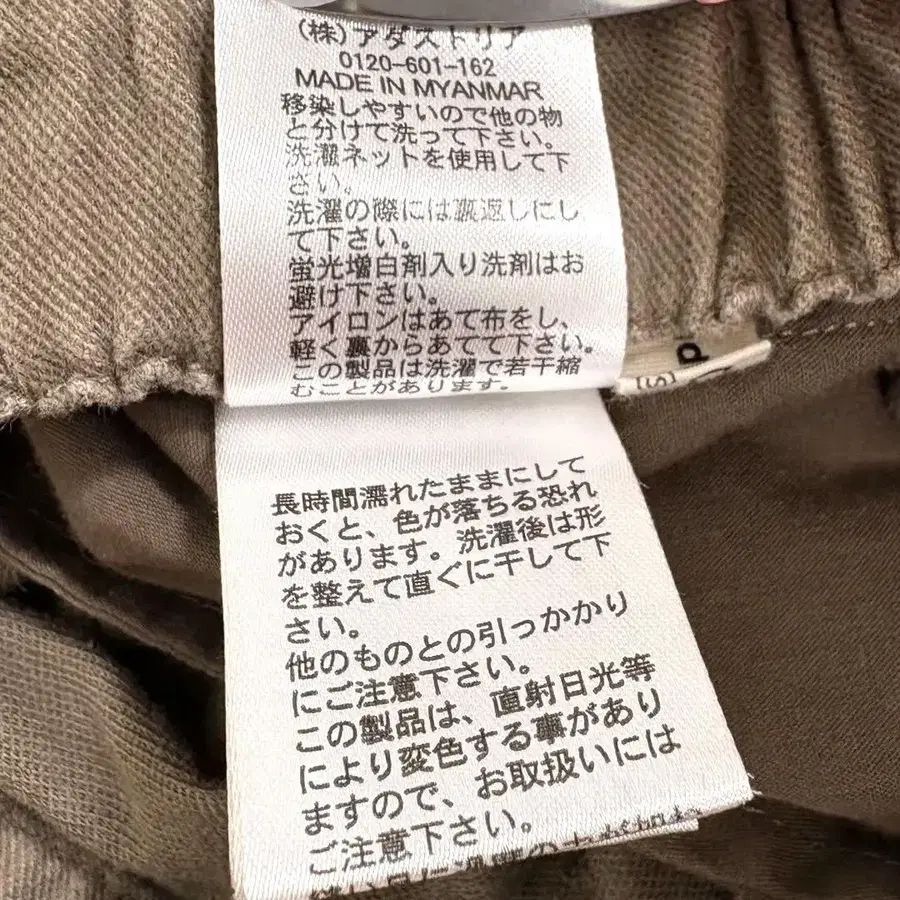 (株)アダストリア
0120-601-162
MADE IN MYANMAR
移染しやすいので他の物
と分けて洗って下さい。
洗濯ネットを使用して下
さい。
洗濯の際には裏返しにし
て下さい。
蛍光増白剤入り洗剤はお
避け下さい。
アイロンはあて布をし、
軽く裏からあてて下さい。
この製品は洗濯で若干縮
むことがあります。
S
P
長時間濡れたままにして
おくと、色が落ちる恐れ
があります。洗濯後は形
を整えて直ぐに干して下
さい。
他のものとの引っかかり
にご注意下さい。
この製品は、直射日光等
により変色する事があり
ますので、お取扱いには
ご注意下さい。